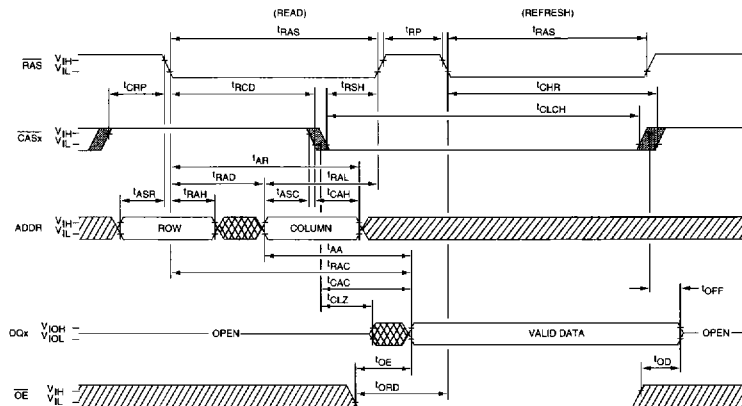 (READ) (REFRESH)
tRAS tRP tRAS
RAS VIH VIL
tCRP tRCD tRSH tCHR
tCLCH
CASx VIH VIL
tAR
tRAD tRAL
tASR tRAH tASC tCAH
ADDR VIH VIL ROW COLUMN
tAA
tRAC
tCAC tOFF
tCLZ
DQx VIOH VIOL OPEN VALID DATA OPEN
tOE tOD
tORD
OE VIH VIL